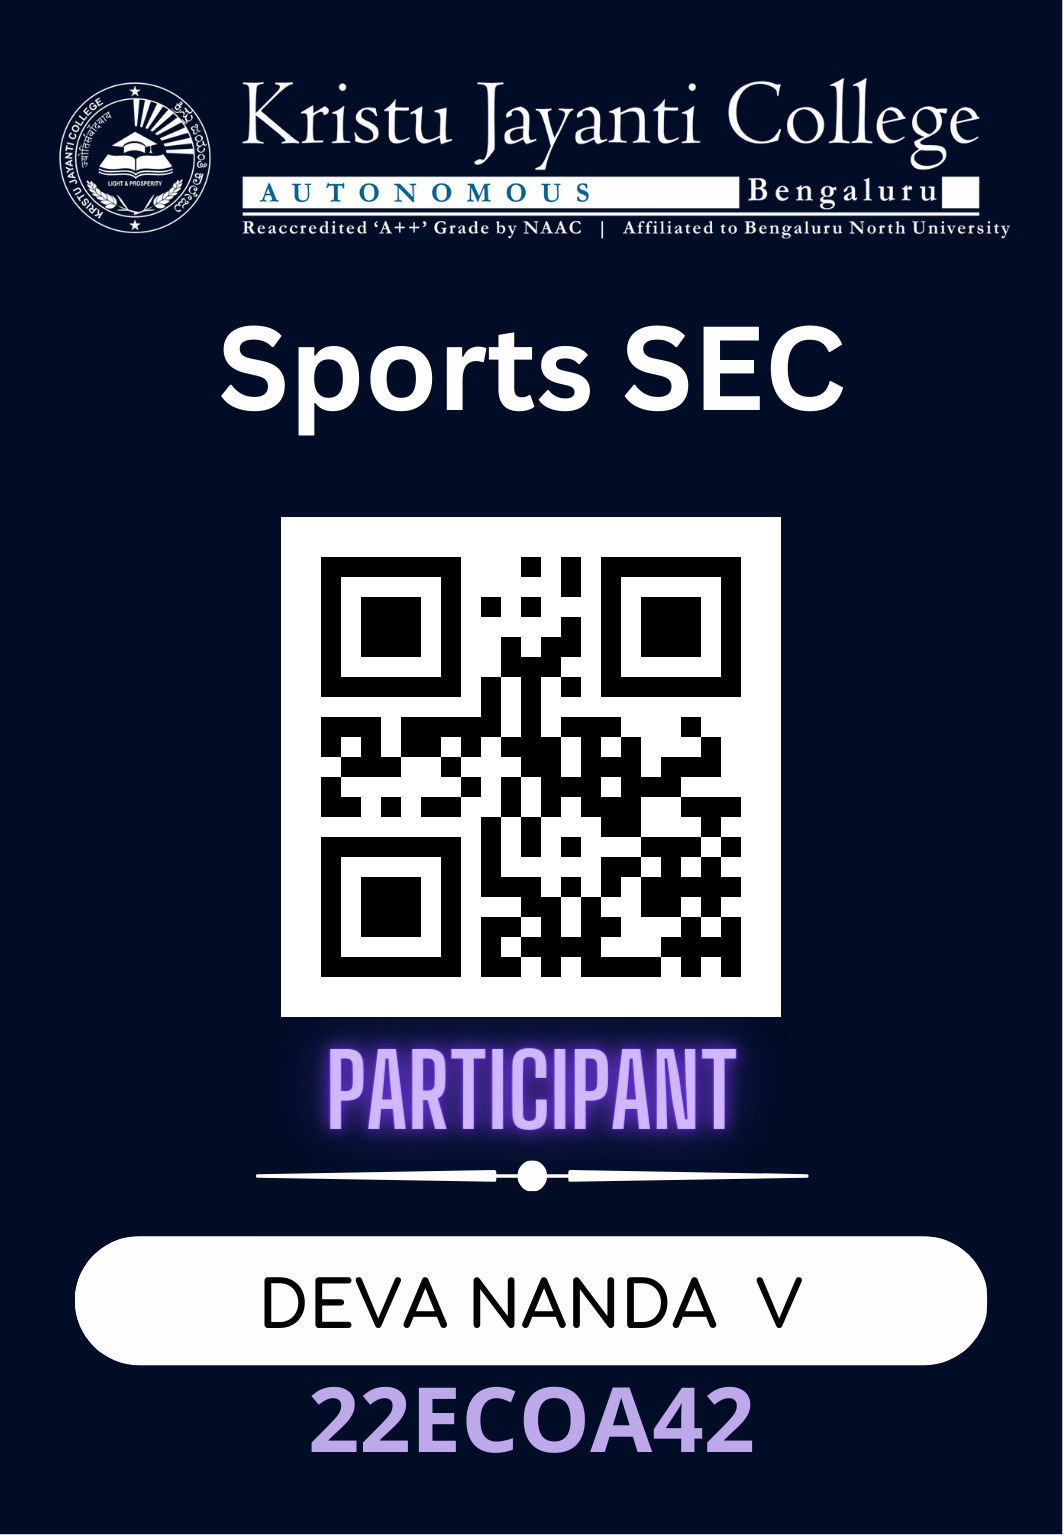 Kristu Jayanti College
AUTONOMOUS Bengaluru
Reaccredited ‘A++’ Grade by NAAC | Affiliated to Bengaluru North University
KRISTU JAYANTI COLLEGE
LIGHT & PROSPERITY
Sports SEC
PARTICIPANT
DEVA NANDA V
22ECOA42